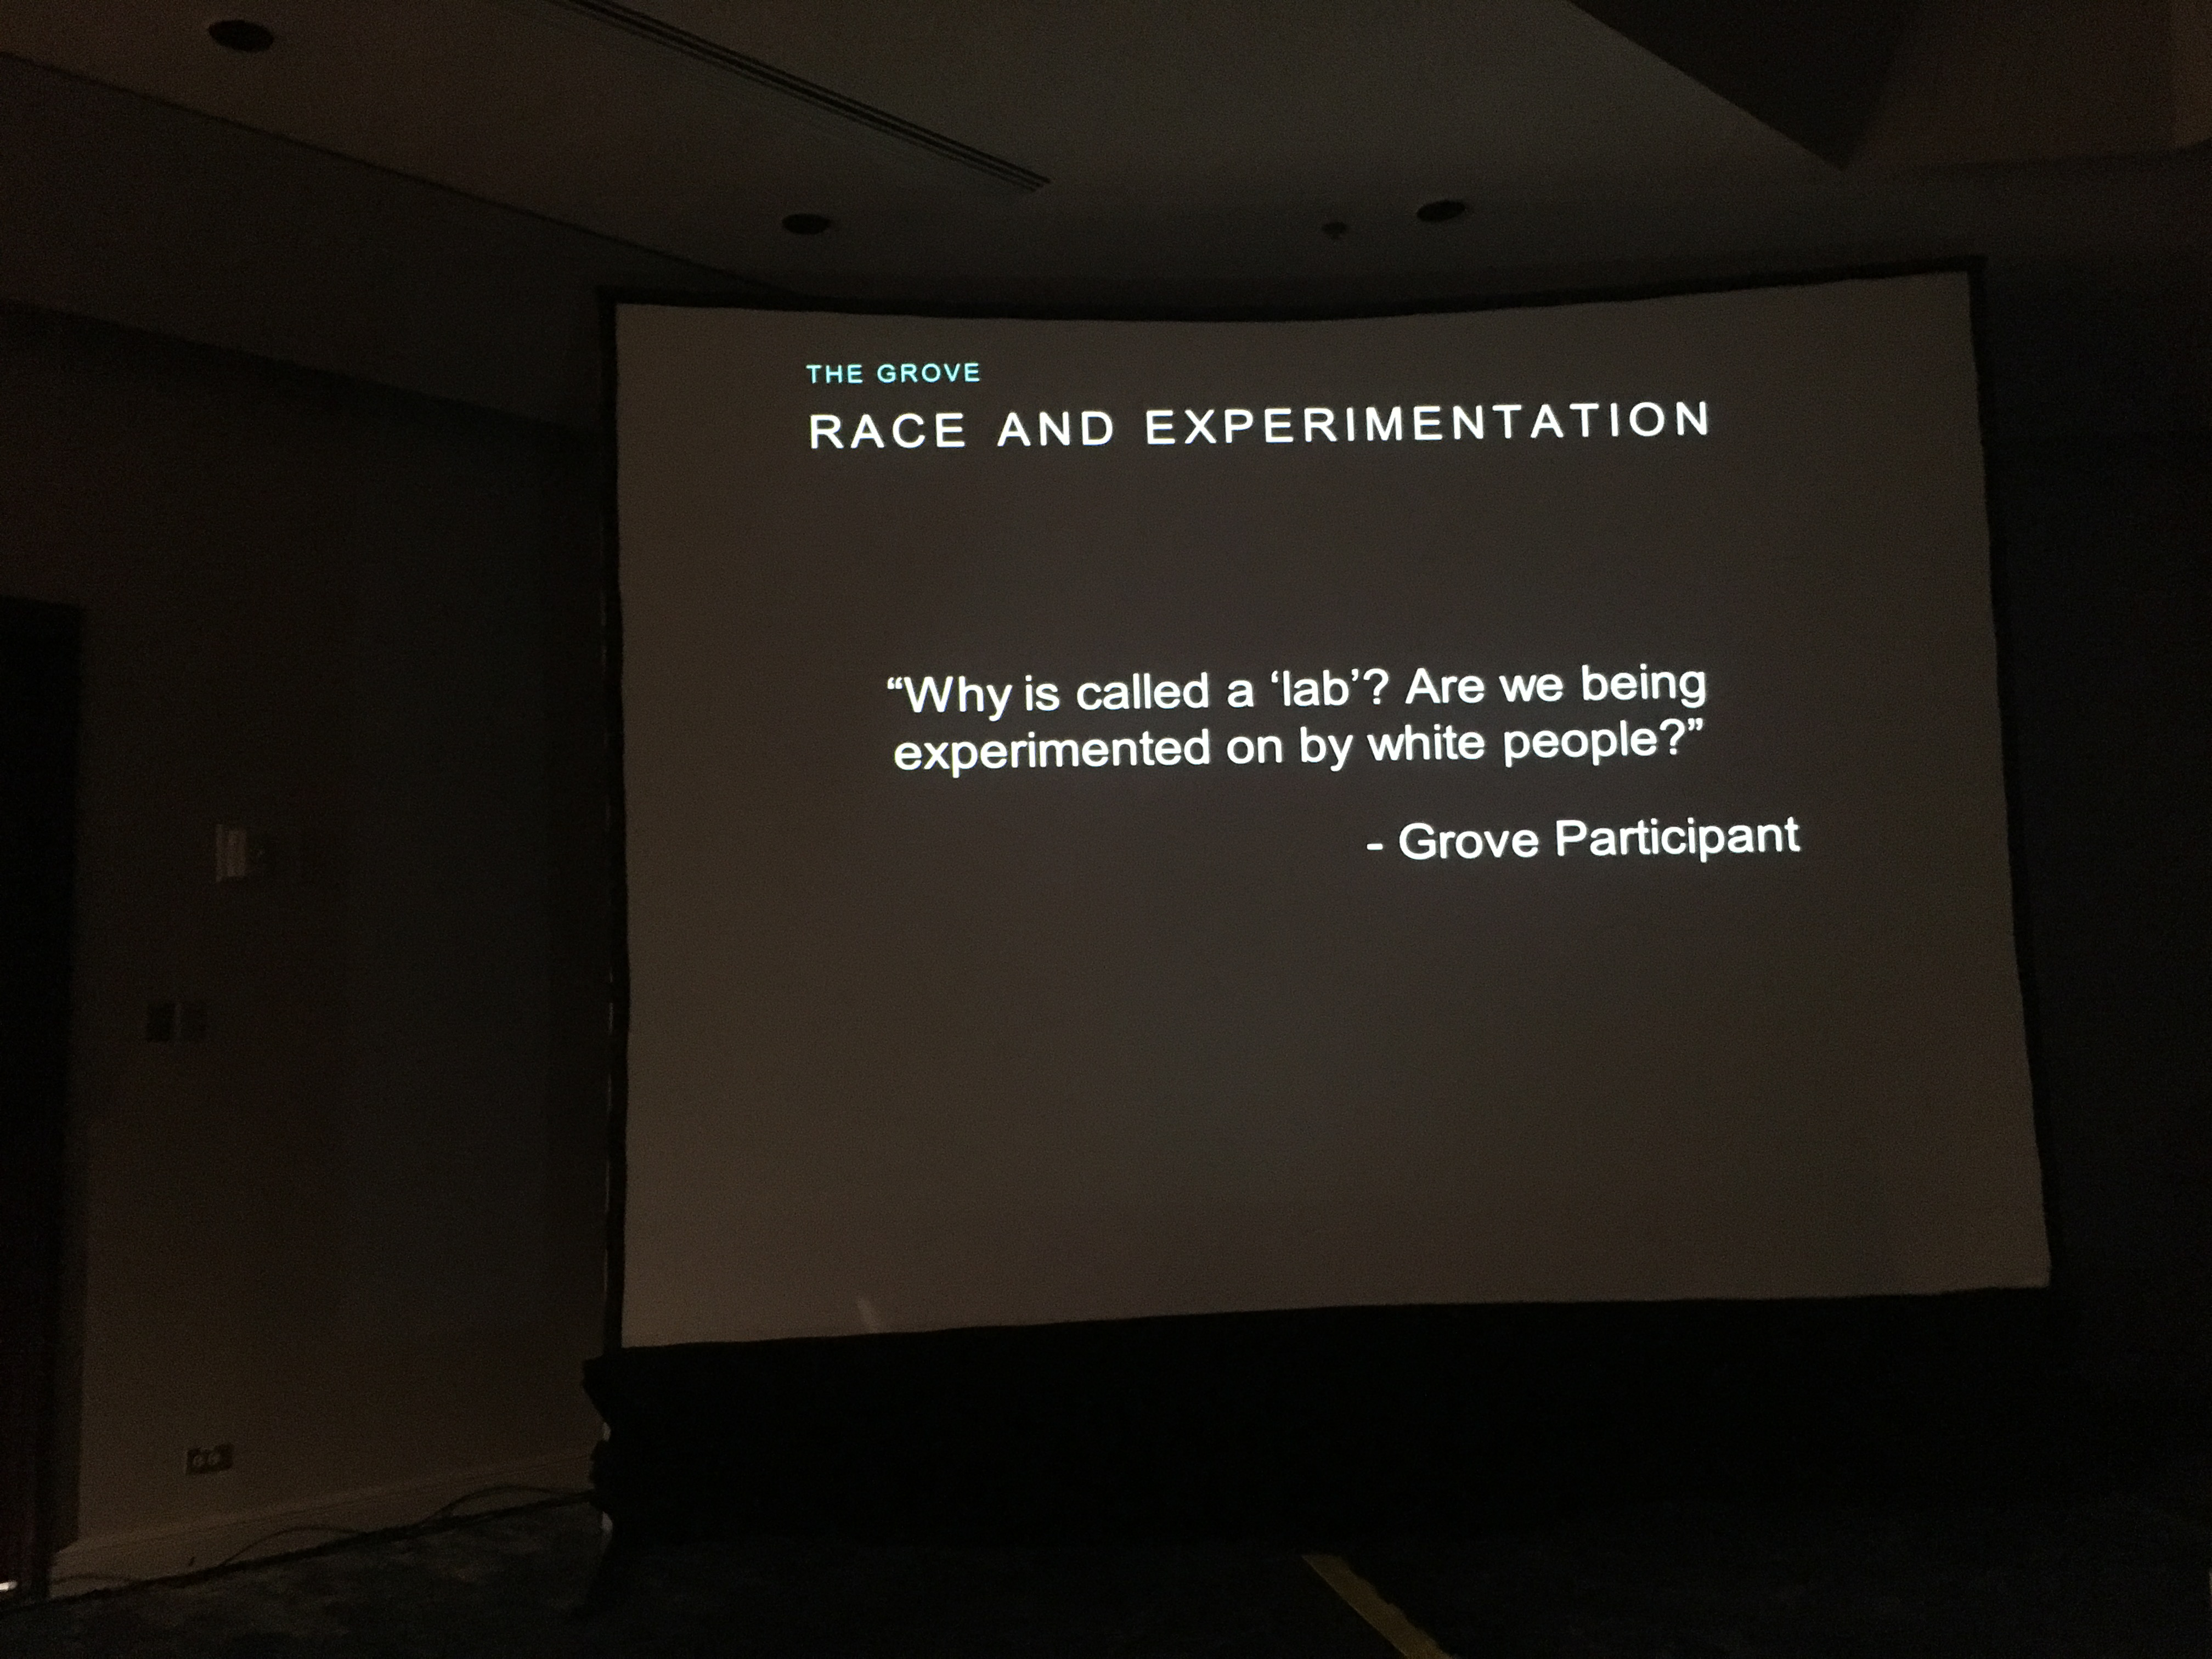 THE GROVE
RACE AND EXPERIMENTATION
“Why is called a ‘lab’? Are we being
experimented on by white people?”
- Grove Participant